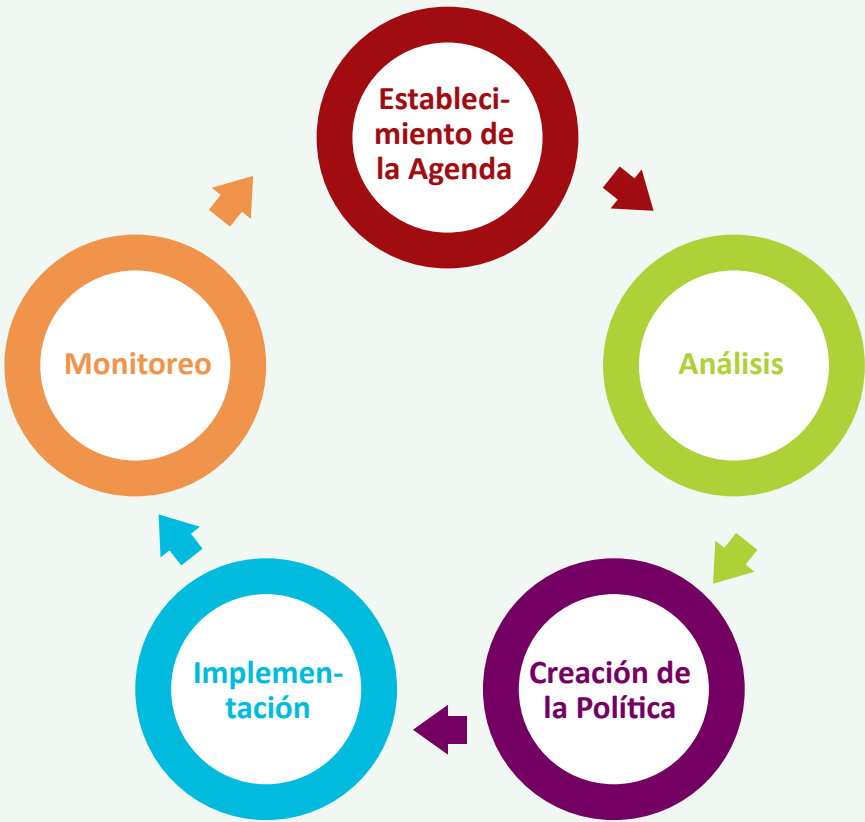 Estableci-
miento de
la Agenda
Análisis
Creación de
la Política
Implemen-
tación
Monitoreo